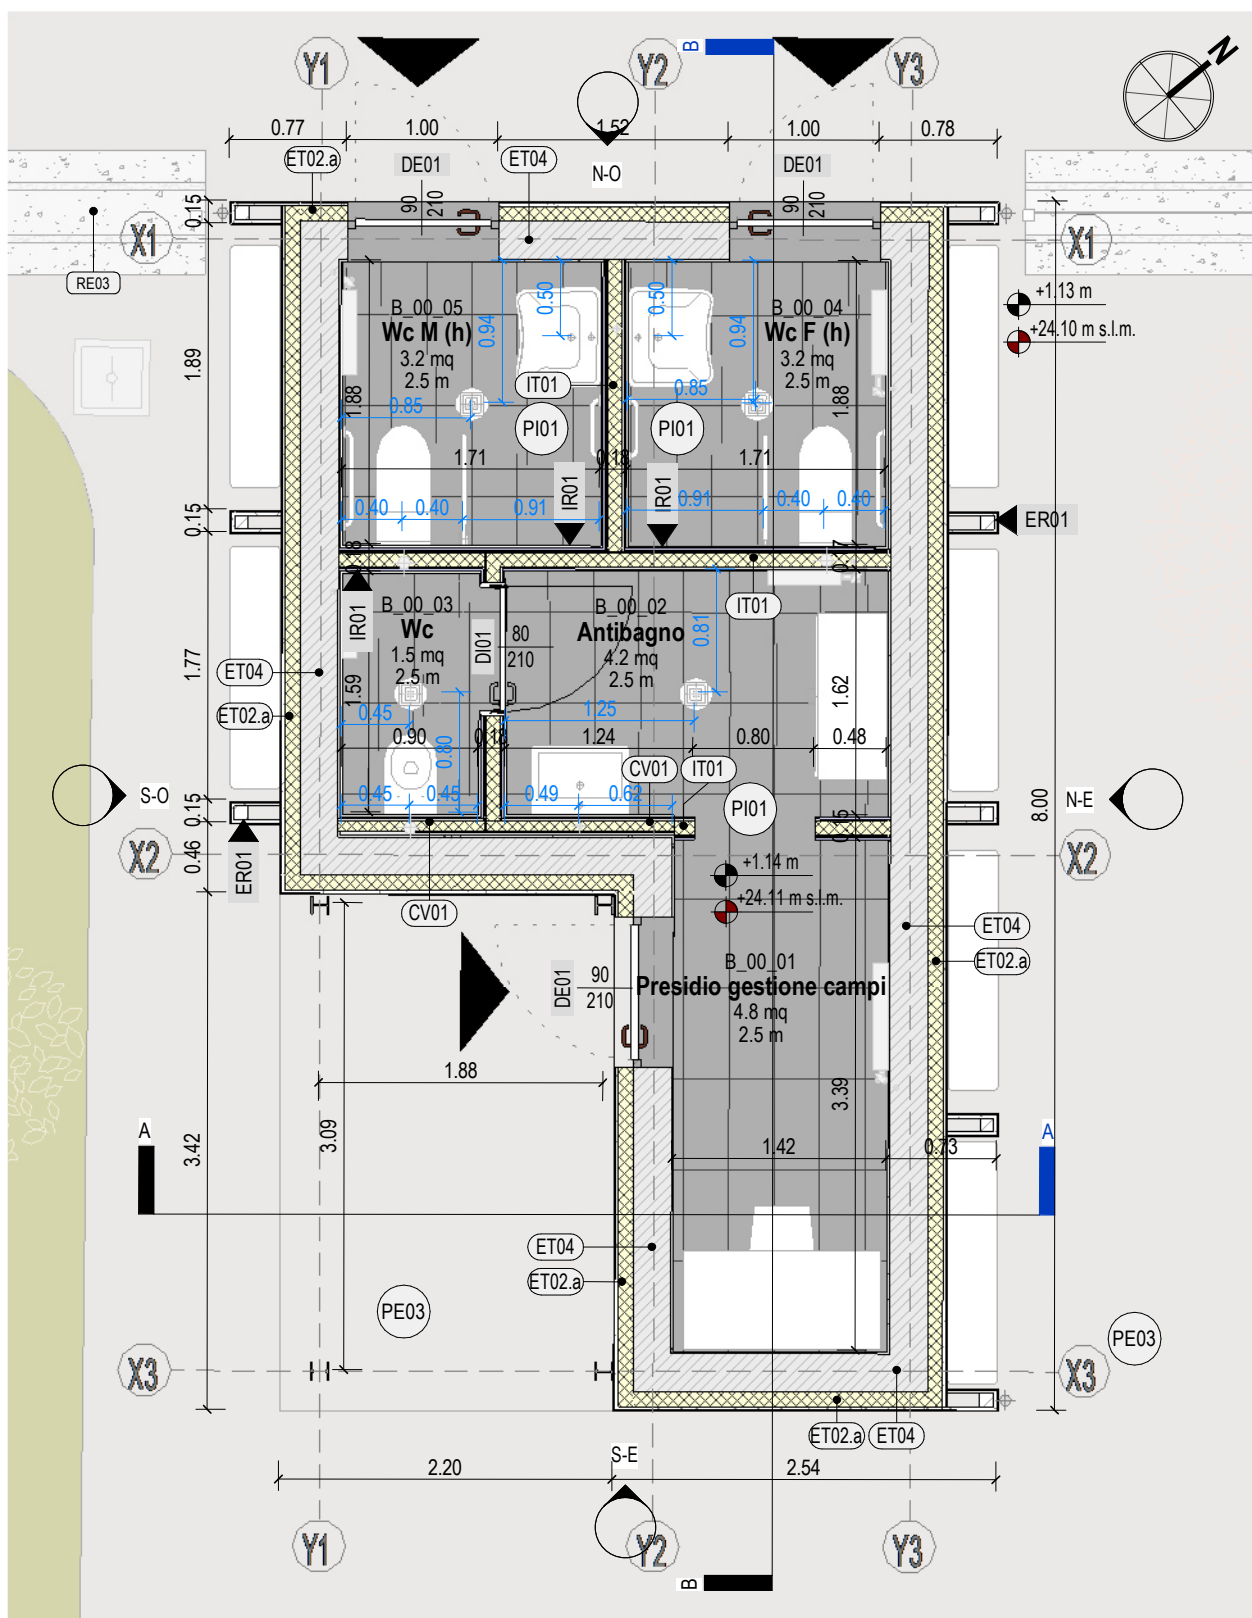 Y1
Y2
B
Y3
N
0.77
1.00
1.52
1.00
0.78
ET02.a
DE01
ET04
N-O
DE01
90
210
90
210
0.15
X1
X1
RE03
B_00_05
Wc M (h)
3.2 mq
2.5 m
0.50
0.94
B_00_04
Wc F (h)
3.2 mq
2.5 m
0.50
0.94
+1.13 m
+24.10 m s.l.m.
1.89
1.88
1.88
IT01
0.85
0.85
PI01
PI01
1.71
0.18
1.71
IR01
IR01
0.40
0.40
0.91
0.91
0.40
0.40
0.15
ER01
0.18
IR01
B_00_03
Wc
1.5 mq
2.5 m
DI01
80
210
B_00_02
Antibagno
4.2 mq
2.5 m
0.81
IT01
1.77
ET04
ET02.a
1.59
1.62
0.45
1.25
0.90
0.80
1.24
0.80
0.48
CV01
IT01
0.45
0.45
0.49
0.62
PI01
S-O
N-E
0.15
0.15
8.00
X2
0.46
ER01
X2
+1.14 m
+24.11 m s.l.m.
CV01
ET04
ET02.a
DE01
90
210
B_00_01
Presidio gestione campi
4.8 mq
2.5 m
1.88
3.09
3.39
3.42
A
A
1.42
0.73
ET04
ET02.a
PE03
PE03
X3
X3
ET02.a
ET04
S-E
2.20
2.54
Y1
Y2
Y3
B